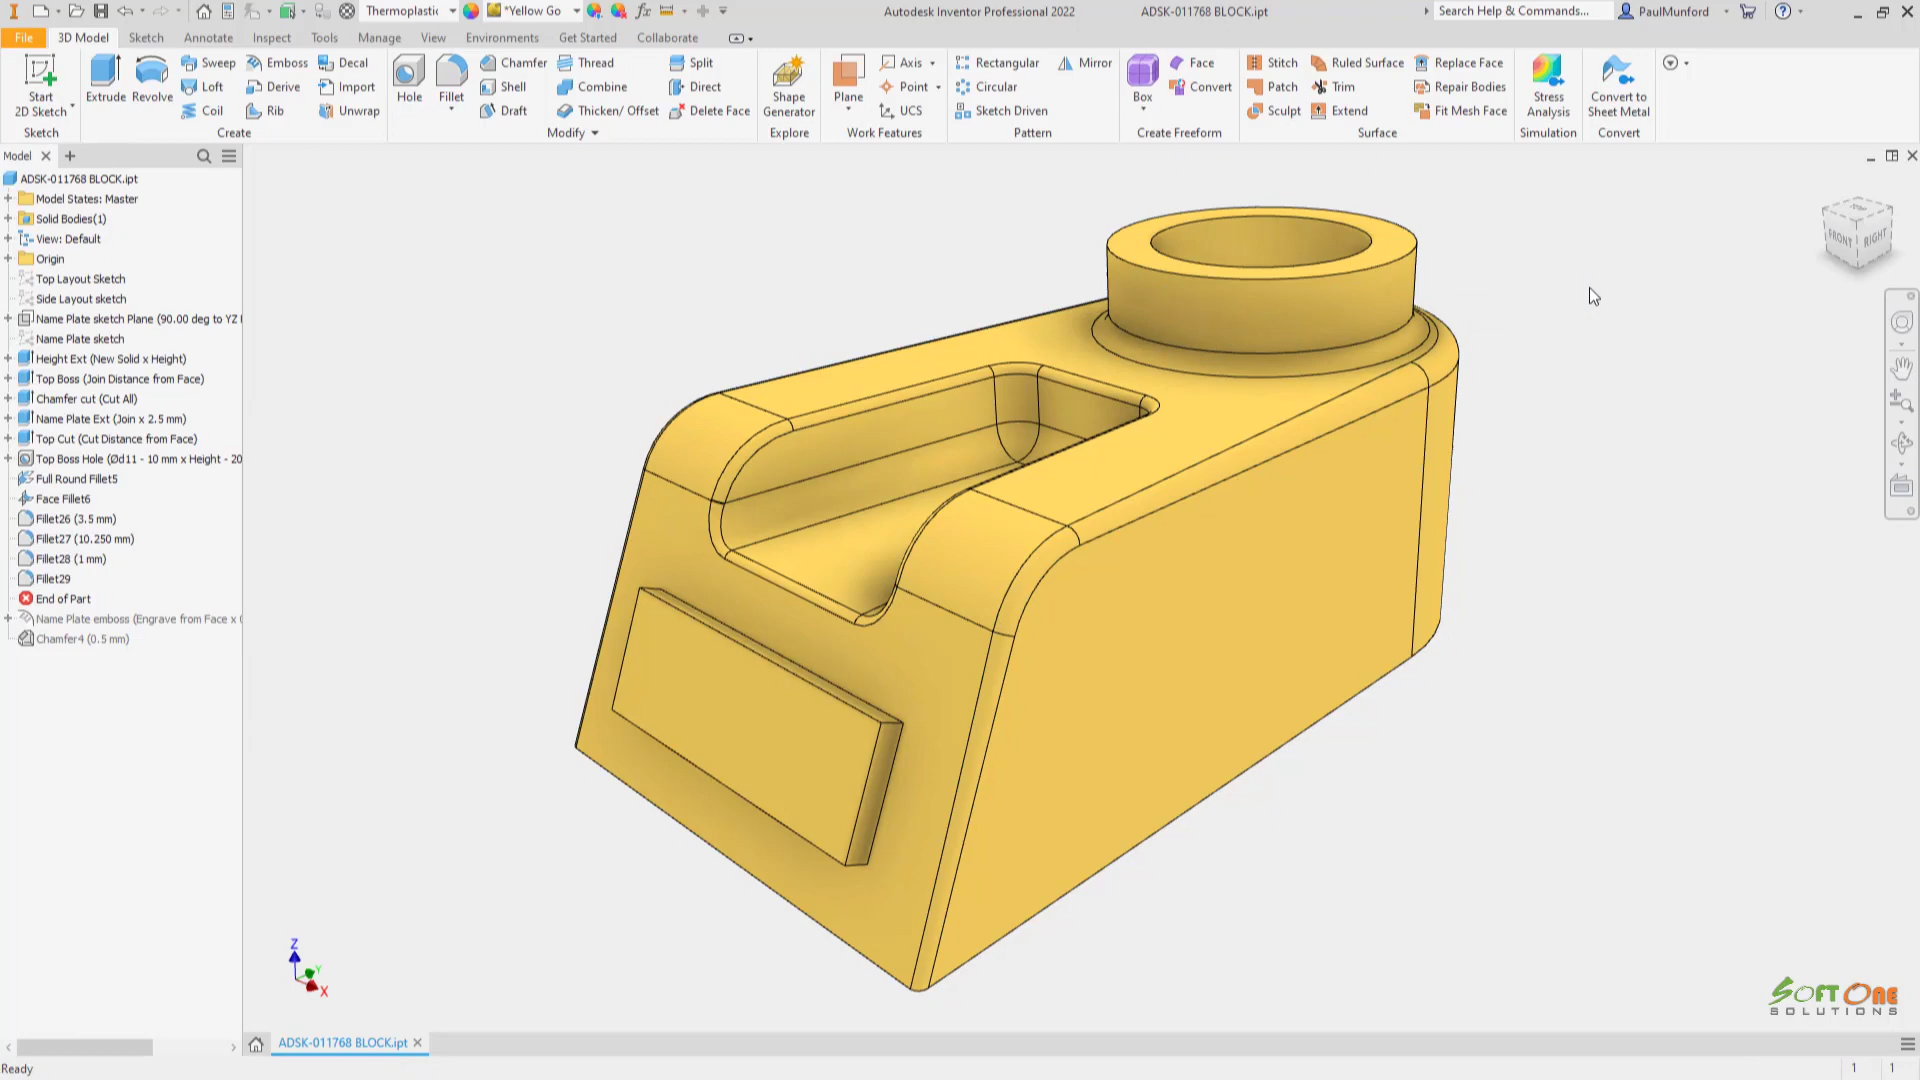 Thermoplastic
*Yellow Go
Autodesk Inventor Professional 2022
ADSK-011768 BLOCK.ipt
Search Help & Commands...
PaulMunford
File
3D Model
Sketch
Annotate
Inspect
Tools
Manage
View
Environments
Get Started
Collaborate
Start
2D Sketch
Sketch
Extrude
Revolve
Sweep
Loft
Coil
Emboss
Derive
Rib
Decal
Import
Unwrap
Create
Hole
Fillet
Chamfer
Shell
Draft
Thread
Combine
Thicken/ Offset
Split
Direct
Delete Face
Modify
Shape
Generator
Explore
Plane
Axis
Point
UCS
Work Features
Rectangular
Circular
Sketch Driven
Mirror
Pattern
Box
Face
Convert
Create Freeform
Stitch
Patch
Sculpt
Ruled Surface
Trim
Extend
Replace Face
Repair Bodies
Fit Mesh Face
Surface
Stress
Analysis
Simulation
Convert to
Sheet Metal
Convert
Model
ADSK-011768 BLOCK.ipt
Model States: Master
Solid Bodies(1)
View: Default
Origin
Top Layout Sketch
Side Layout sketch
Name Plate sketch Plane (90.00 deg to YZ
Name Plate sketch
Height Ext (New Solid x Height)
Top Boss (Join Distance from Face)
Chamfer cut (Cut All)
Name Plate Ext (Join x 2.5 mm)
Top Cut (Cut Distance from Face)
Top Boss Hole (Ød11 - 10 mm x Height - 20
Full Round Fillet5
Face Fillet6
Fillet26 (3.5 mm)
Fillet27 (10.250 mm)
Fillet28 (1 mm)
Fillet29
End of Part
Name Plate emboss (Engrave from Face x
Chamfer4 (0.5 mm)
FRONT
RIGHT
Z
Y
X
SOFT ONE
SOLUTIONS
ADSK-011768 BLOCK.ipt
Ready
1
1